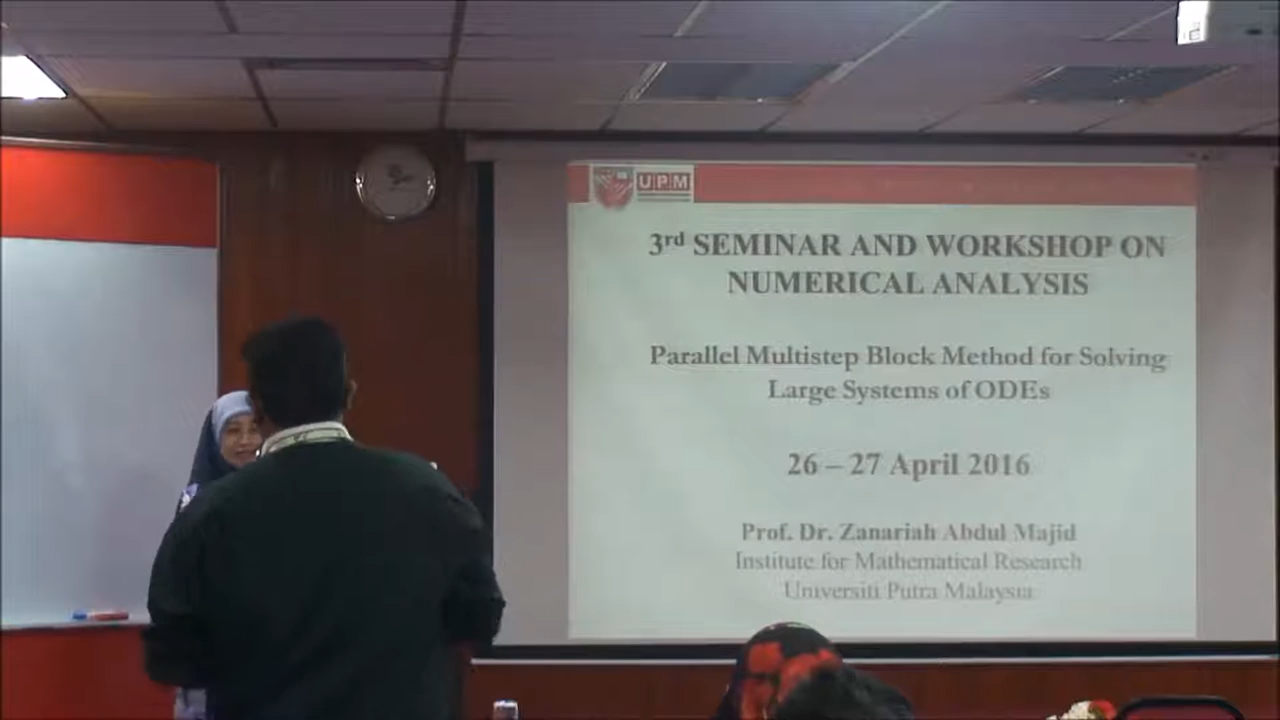 UPM
3rd SEMINAR AND WORKSHOP ON
NUMERICAL ANALYSIS
Parallel Multistep Block Method for Solving
Large Systems of ODEs
26 – 27 April 2016
Prof. Dr. Zanariah Abdul Majid
Institute for Mathematical Research
Universiti Putra Malaysia